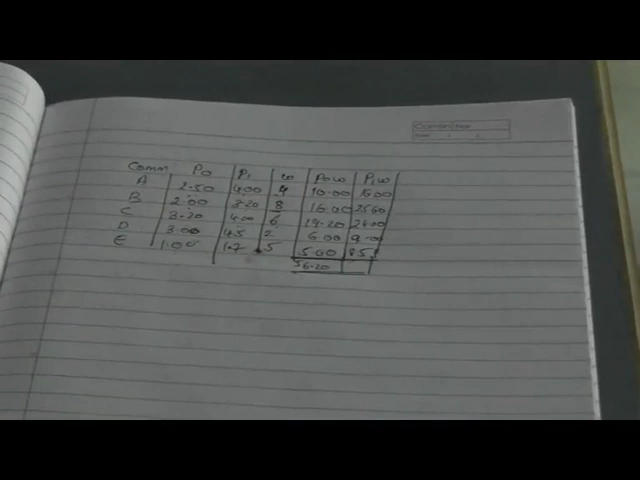 Camlin
Comm P0 P1 w P0w P1w
A 2.50 4.00 4 10.00 16.00
B 2.00 3.20 8 16.00 25.60
C 3.20 4.00 6 19.20 24.00
D 3.00 4.5 2 6.00 9.00
E 1.00 1.7 5 5.00 8.5
56.20